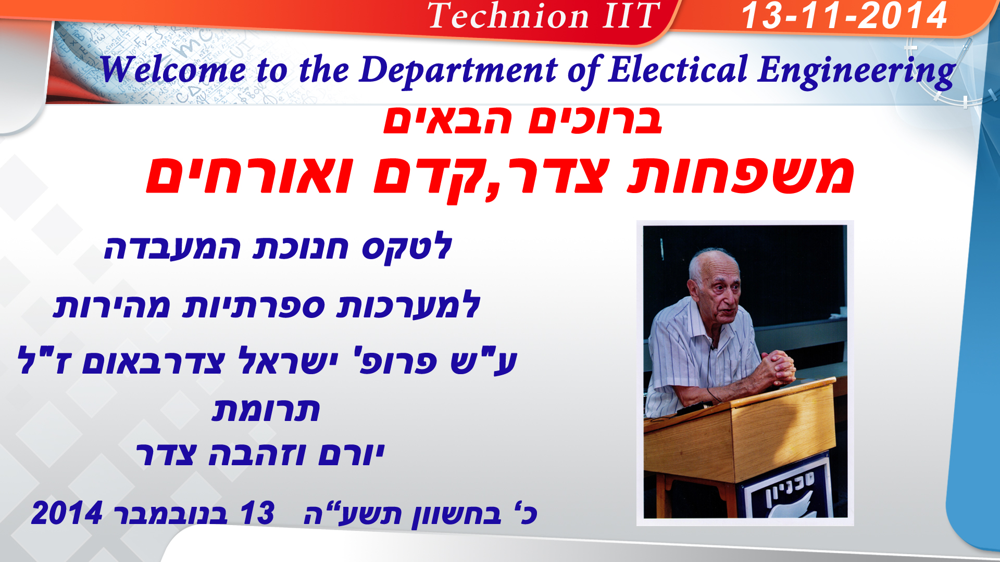 Technion IIT
13-11-2014
Welcome to the Department of Electical Engineering
ברוכים הבאים
משפחות צדר,קדם ואורחים
לטקס חנוכת המעבדה
למערכות ספרתיות מהירות
ע"ש פרופ' ישראל צדרבאום ז"ל
תרומת
יורם וזהבה צדר
כ‘ בחשוון תשע“ה   13 בנובמבר 2014
טכניון